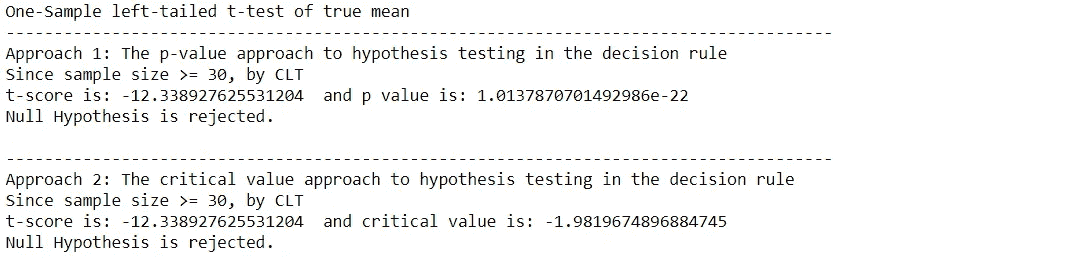 One-Sample left-tailed t-test of true mean
--------------------------------------------------------------------------------------
Approach 1: The p-value approach to hypothesis testing in the decision rule
Since sample size >= 30, by CLT
t-score is: -12.338927625531204  and p value is: 1.0137870701492986e-22
Null Hypothesis is rejected.
--------------------------------------------------------------------------------------
Approach 2: The critical value approach to hypothesis testing in the decision rule
Since sample size >= 30, by CLT
t-score is: -12.338927625531204  and critical value is: -1.9819674896884745
Null Hypothesis is rejected.